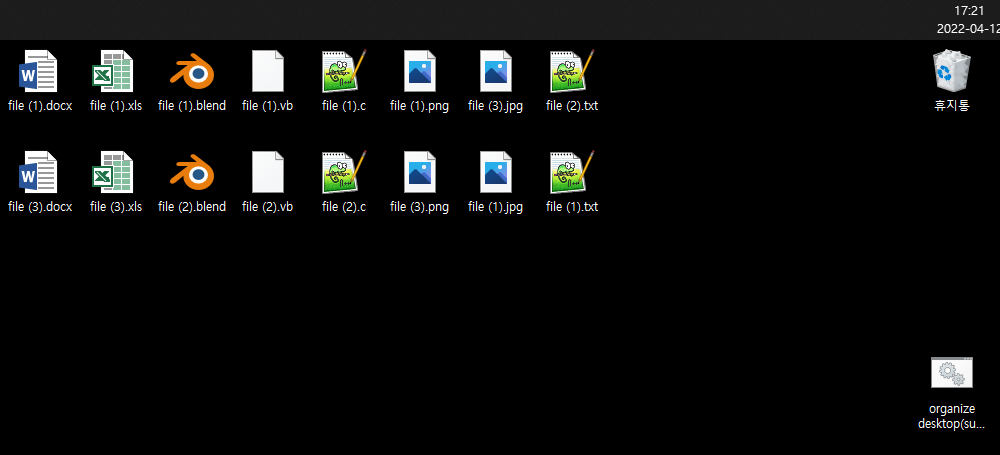 17:21
2022-04-12
file (1).docx
file (1).xls
file (1).blend
file (1).vb
file (1).c
file (1).png
file (3).jpg
file (2).txt
휴지통
file (3).docx
file (3).xls
file (2).blend
file (2).vb
file (2).c
file (3).png
file (1).jpg
file (1).txt
organize
desktop(su...